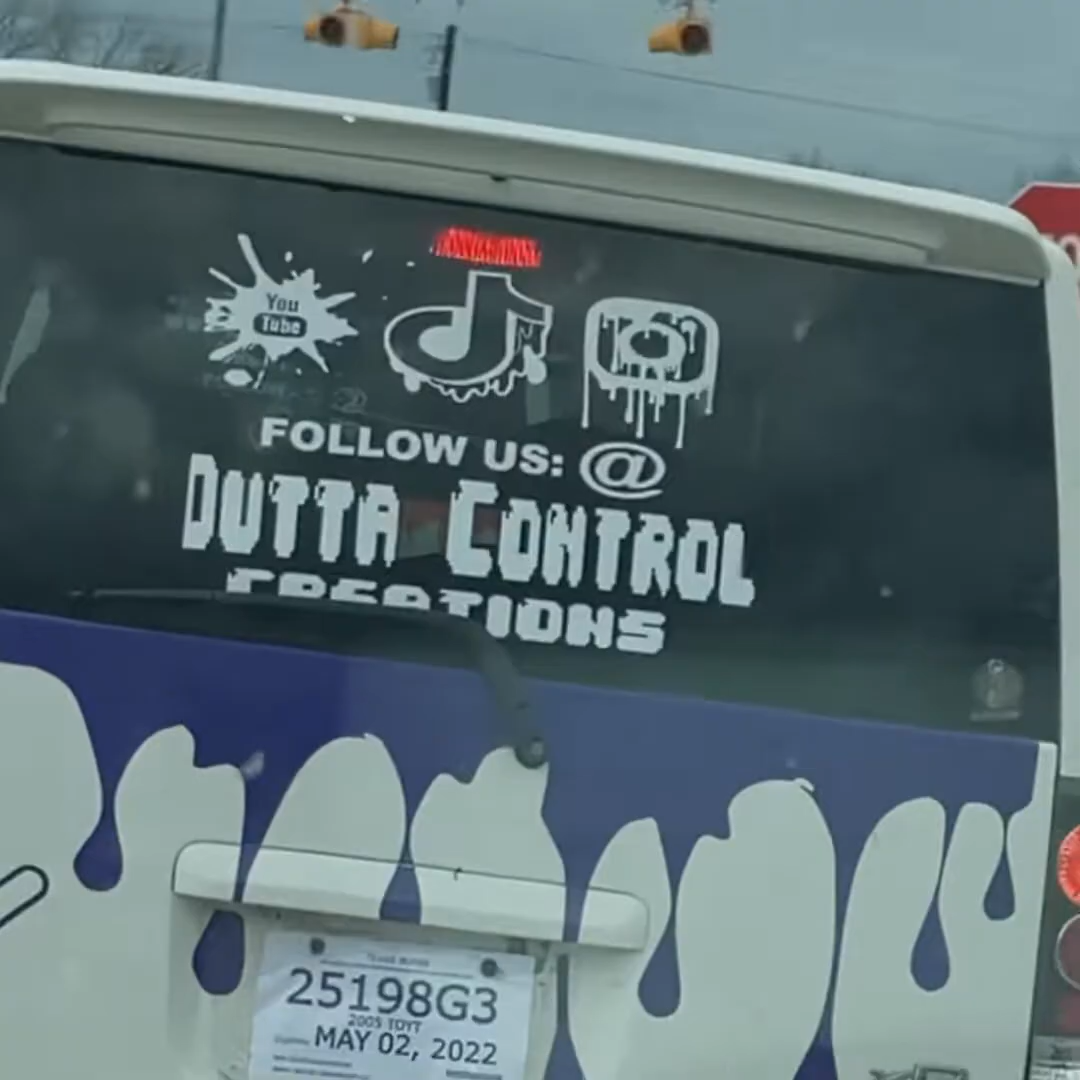 You
Tube
FOLLOW US: @
DUTTA CONTROL
CREATIONS
25198G3
2005 TOYT
MAY 02, 2022